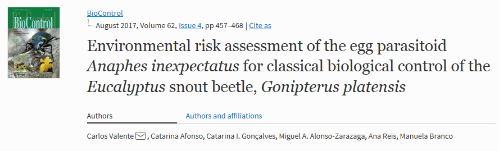 BioControl
BioControl
August 2017, Volume 62, Issue 4, pp 457–468 | Cite as
Environmental risk assessment of the egg parasitoid
Anaphes inexpectatus for classical biological control of the
Eucalyptus snout beetle, Gonipterus platensis
Authors
Authors and affiliations
Carlos Valente, Catarina Afonso, Catarina I. Gonçalves, Miguel A. Alonso-Zarazaga, Ana Reis, Manuela Branco